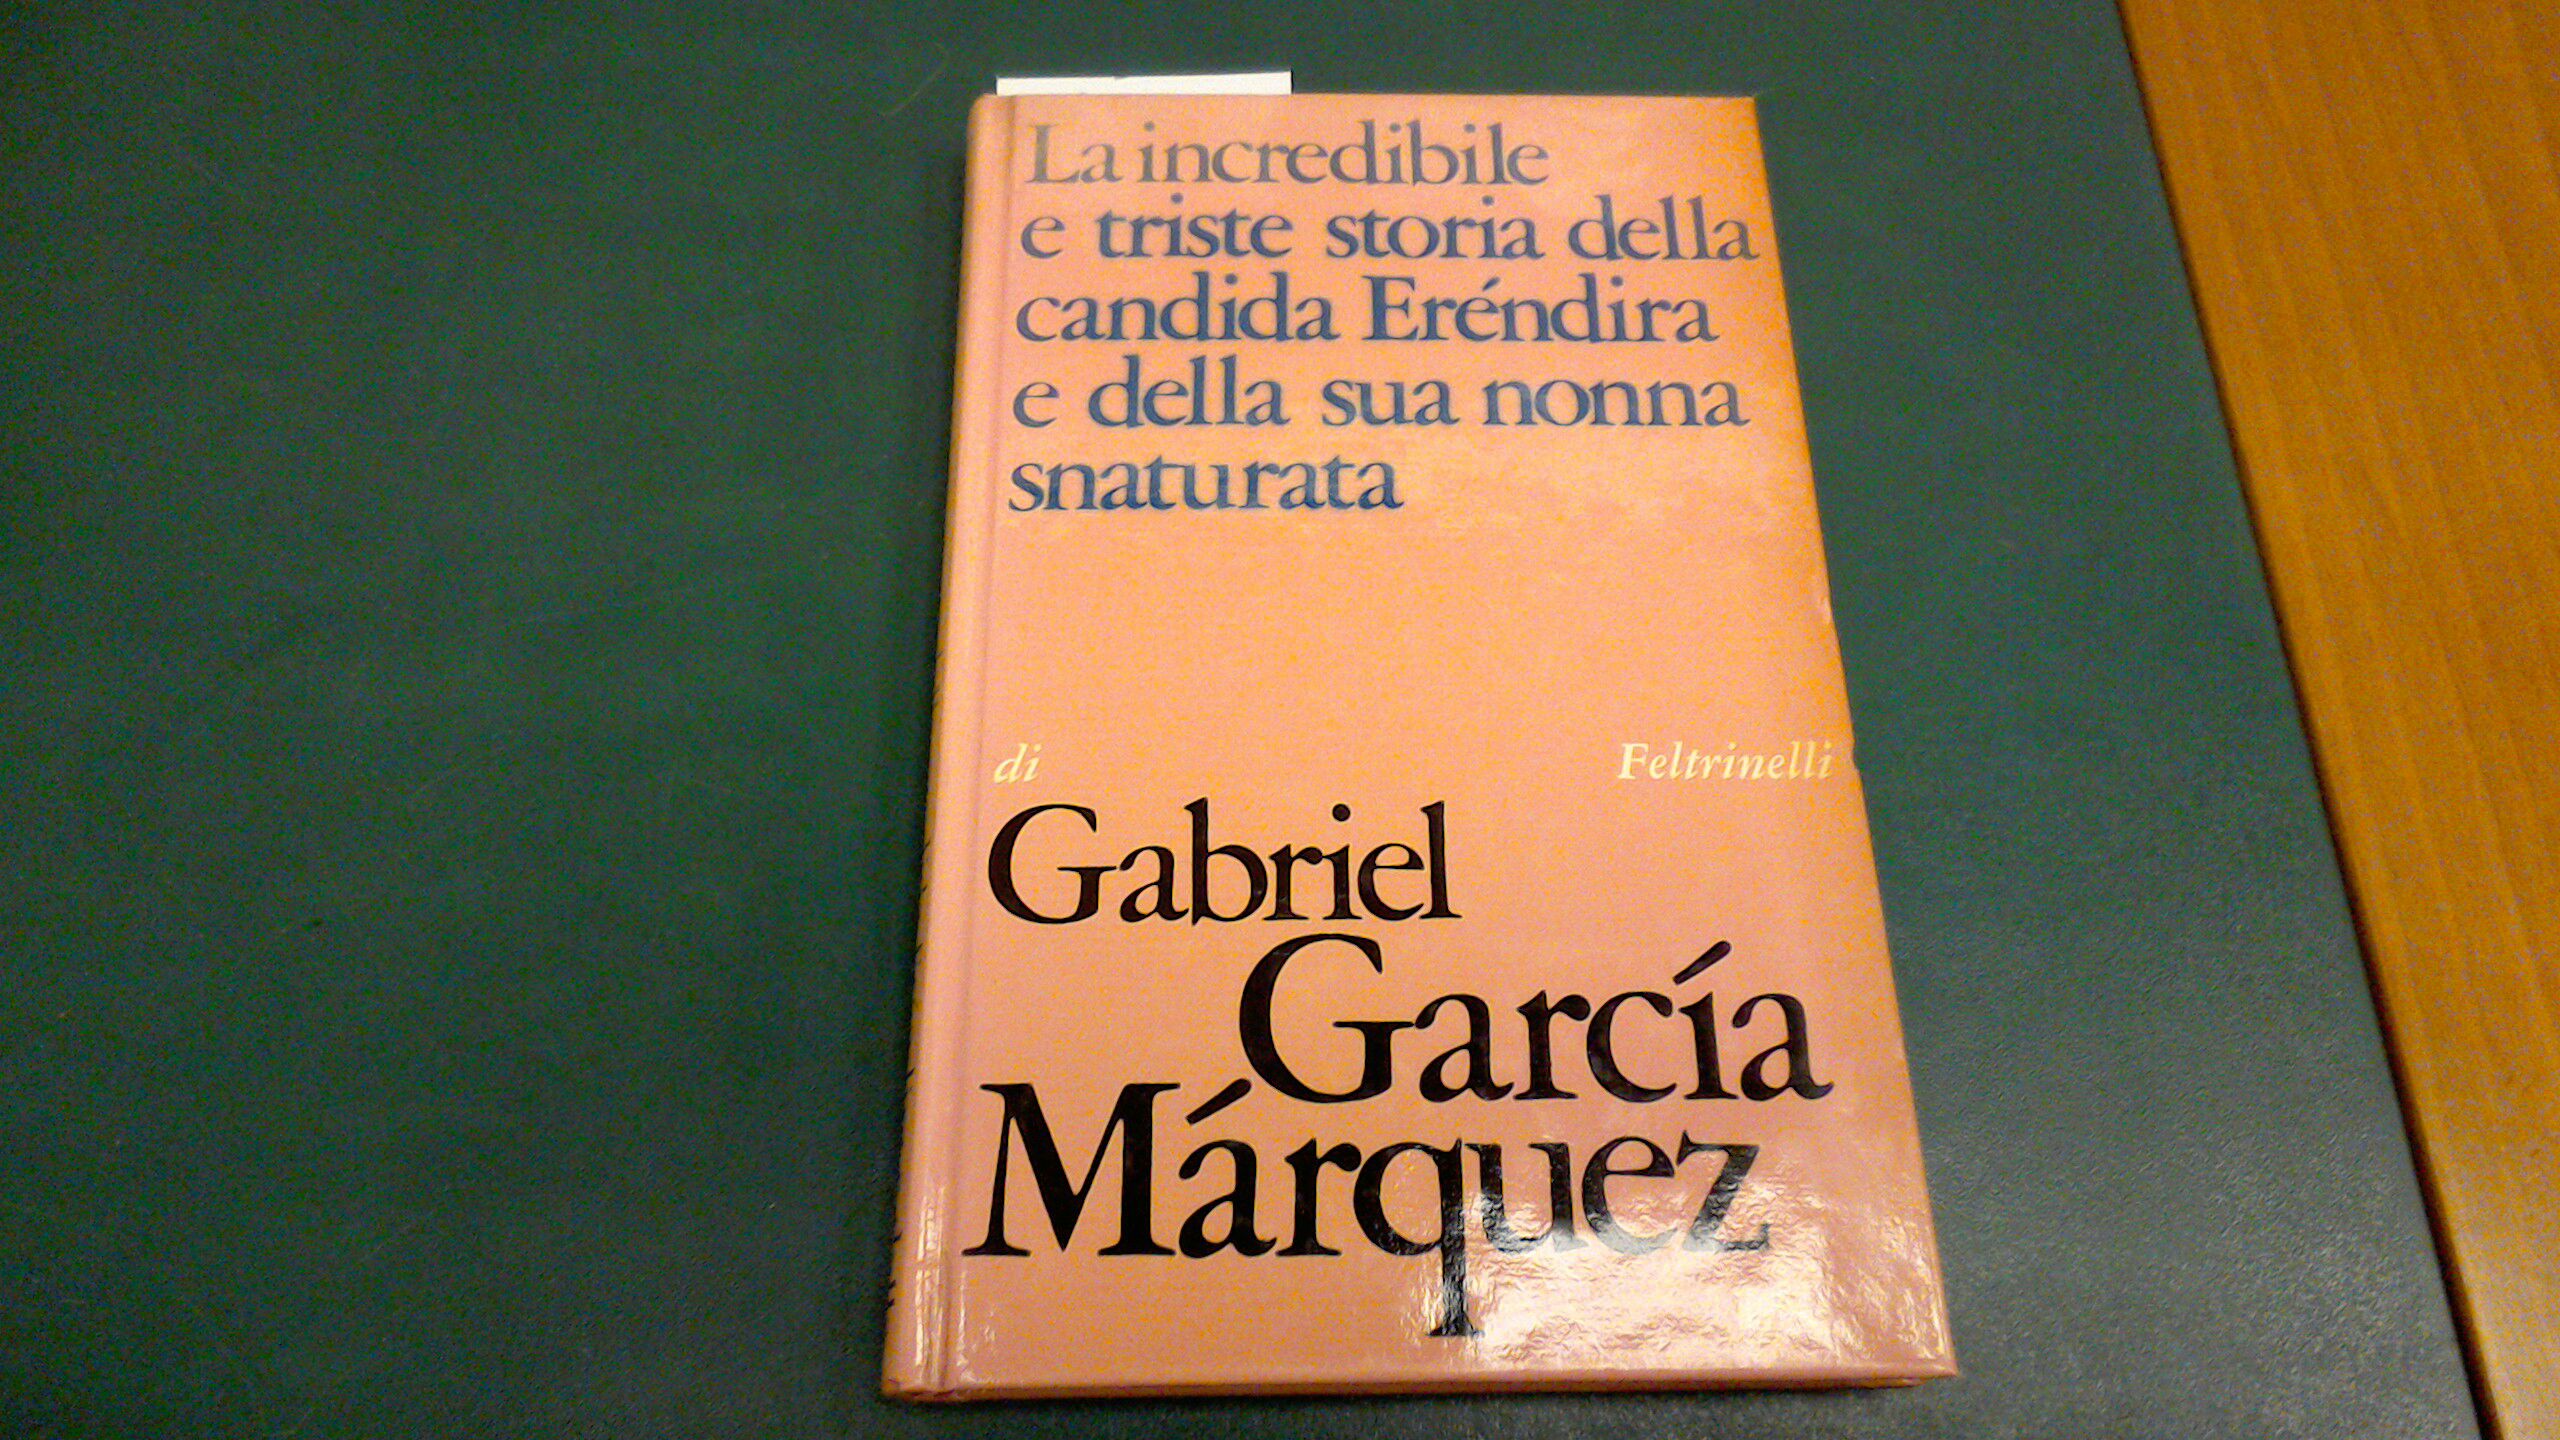 La incredibile
e triste storia della
candida Eréndira
e della sua nonna
snaturata
di
Feltrinelli
Gabriel
García
Márquez